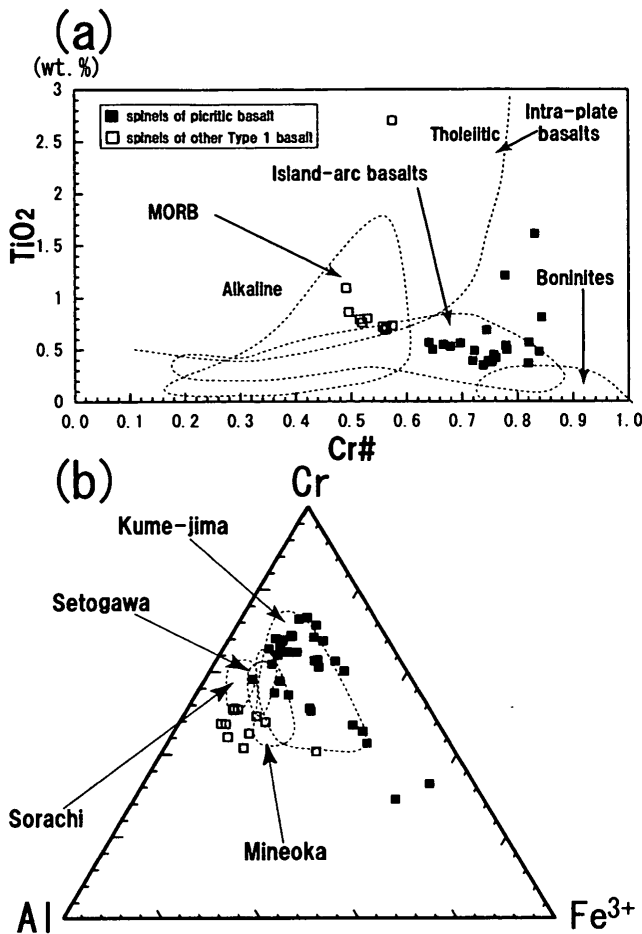 (a)
(wt. %)
3
2.5
2
1.5
1
0.5
0
TiO2
spinels of picritic basalt
spinels of other Type 1 basalt
Tholeiitic
Intra-plate
basalts
Island-arc basalts
MORB
Alkaline
Boninites
0.0 0.1 0.2 0.3 0.4 0.5 0.6 0.7 0.8 0.9 1.0
Cr#
(b)
Cr
Kume-jima
Setogawa
Sorachi
Mineoka
Al
Fe3+